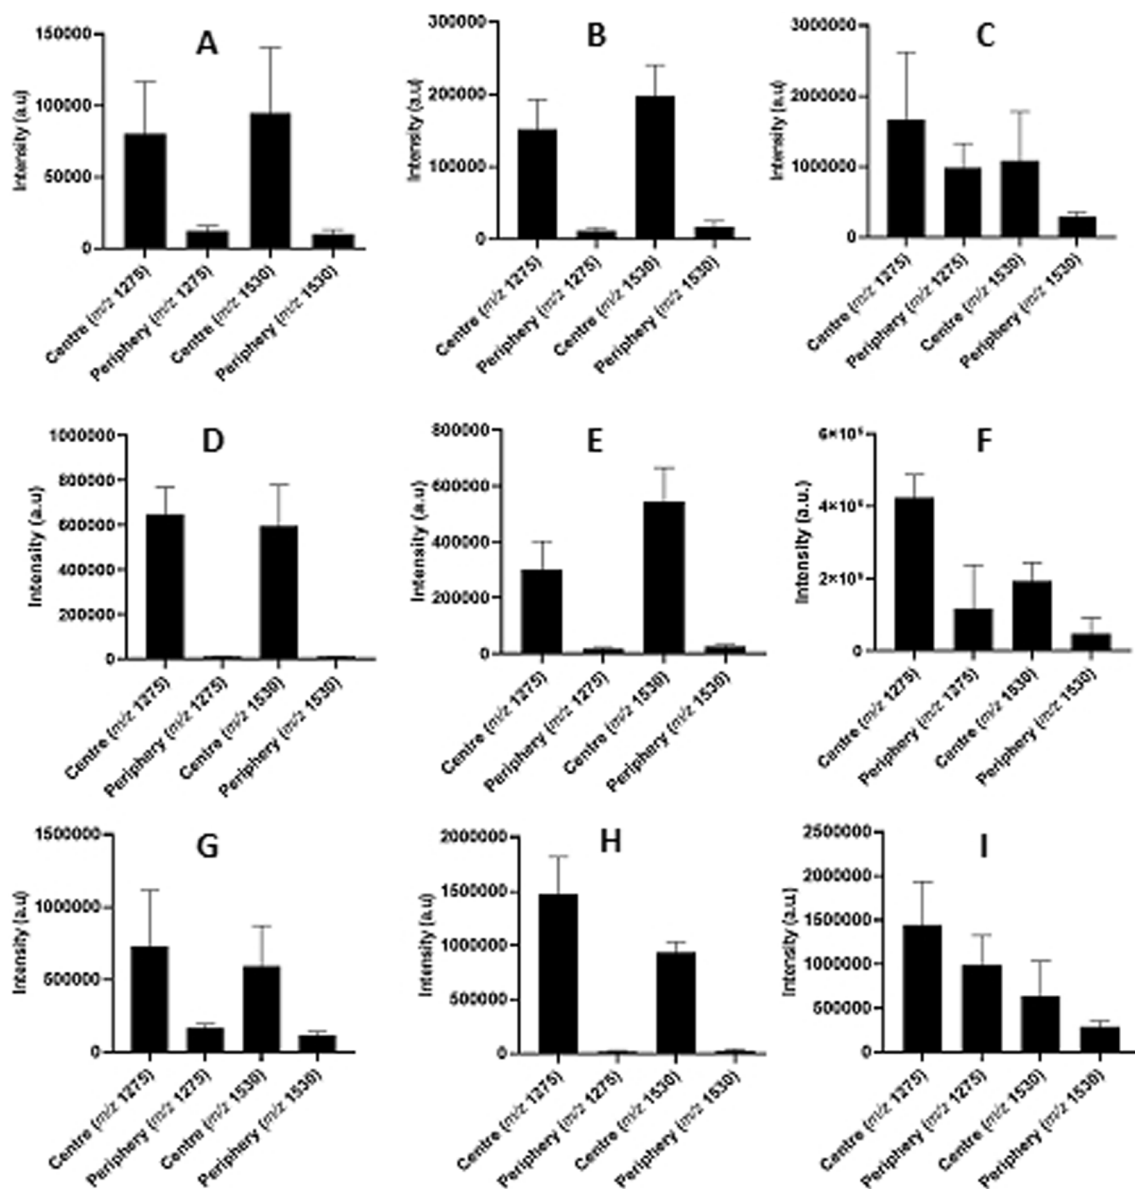 A
Intensity (a.u)
150000
100000
50000
0
Centre (m/z 1275)
Periphery (m/z 1275)
Centre (m/z 1530)
Periphery (m/z 1530)
B
Intensity (a.u)
300000
200000
100000
0
Centre (m/z 1275)
Periphery (m/z 1275)
Centre (m/z 1530)
Periphery (m/z 1530)
C
Intensity (a.u)
3000000
2000000
1000000
0
Centre (m/z 1275)
Periphery (m/z 1275)
Centre (m/z 1530)
Periphery (m/z 1530)
D
Intensity (a.u)
1000000
800000
600000
400000
200000
0
Centre (m/z 1275)
Periphery (m/z 1275)
Centre (m/z 1530)
Periphery (m/z 1530)
E
Intensity (a.u)
800000
600000
400000
200000
0
Centre (m/z 1275)
Periphery (m/z 1275)
Centre (m/z 1530)
Periphery (m/z 1530)
F
Intensity (a.u.)
0
Centre (m/z 1275)
Periphery (m/z 1275)
Centre (m/z 1530)
Periphery (m/z 1530)
G
Intensity (a.u)
1500000
1000000
500000
0
Centre (m/z 1275)
Periphery (m/z 1275)
Centre (m/z 1530)
Periphery (m/z 1530)
H
Intensity (a.u)
2000000
1500000
1000000
500000
0
Centre (m/z 1275)
Periphery (m/z 1275)
Centre (m/z 1530)
Periphery (m/z 1530)
I
Intensity (a.u)
2500000
2000000
1500000
1000000
500000
0
Centre (m/z 1275)
Periphery (m/z 1275)
Centre (m/z 1530)
Periphery (m/z 1530)